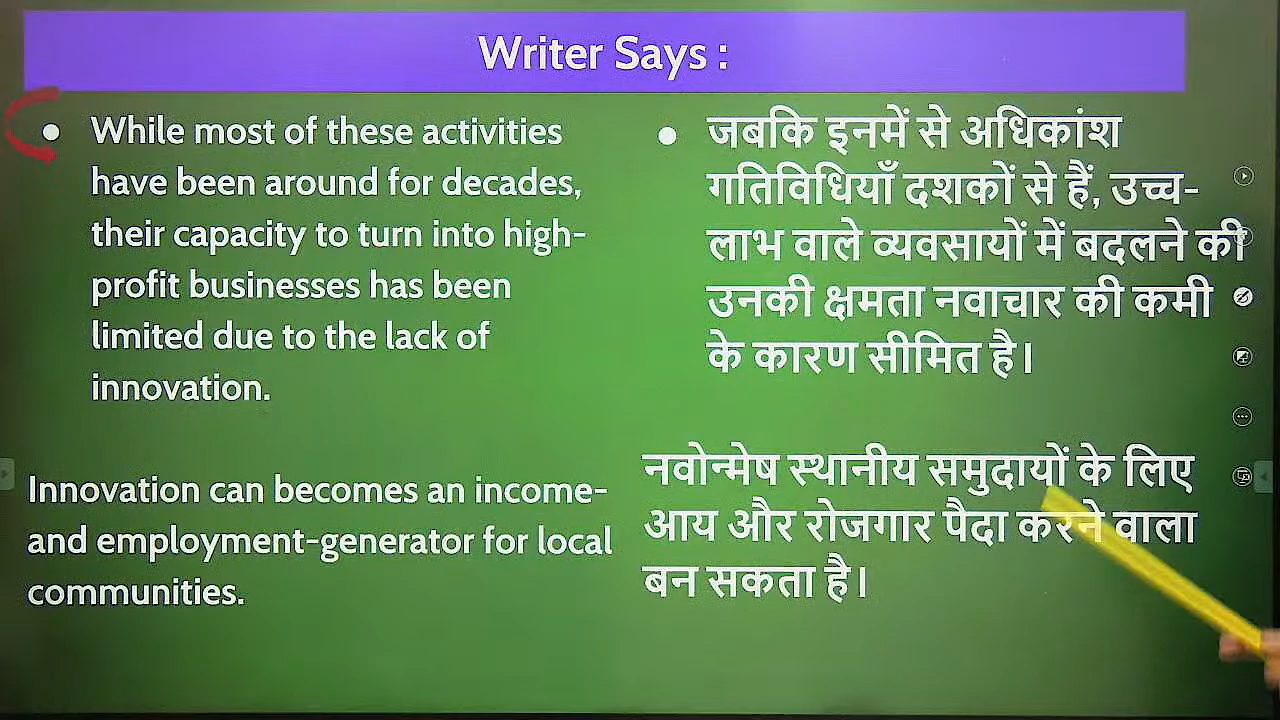 Writer Says :
While most of these activities
have been around for decades,
their capacity to turn into high-
profit businesses has been
limited due to the lack of
innovation.
Innovation can becomes an income-
and employment-generator for local
communities.
जबकि इनमें से अधिकांश
गतिविधियाँ दशकों से हैं, उच्च-
लाभ वाले व्यवसायों में बदलने की
उनकी क्षमता नवाचार की कमी
के कारण सीमित है।
नवोन्मेष स्थानीय समुदायों के लिए
आय और रोजगार पैदा करने वाला
बन सकता है।